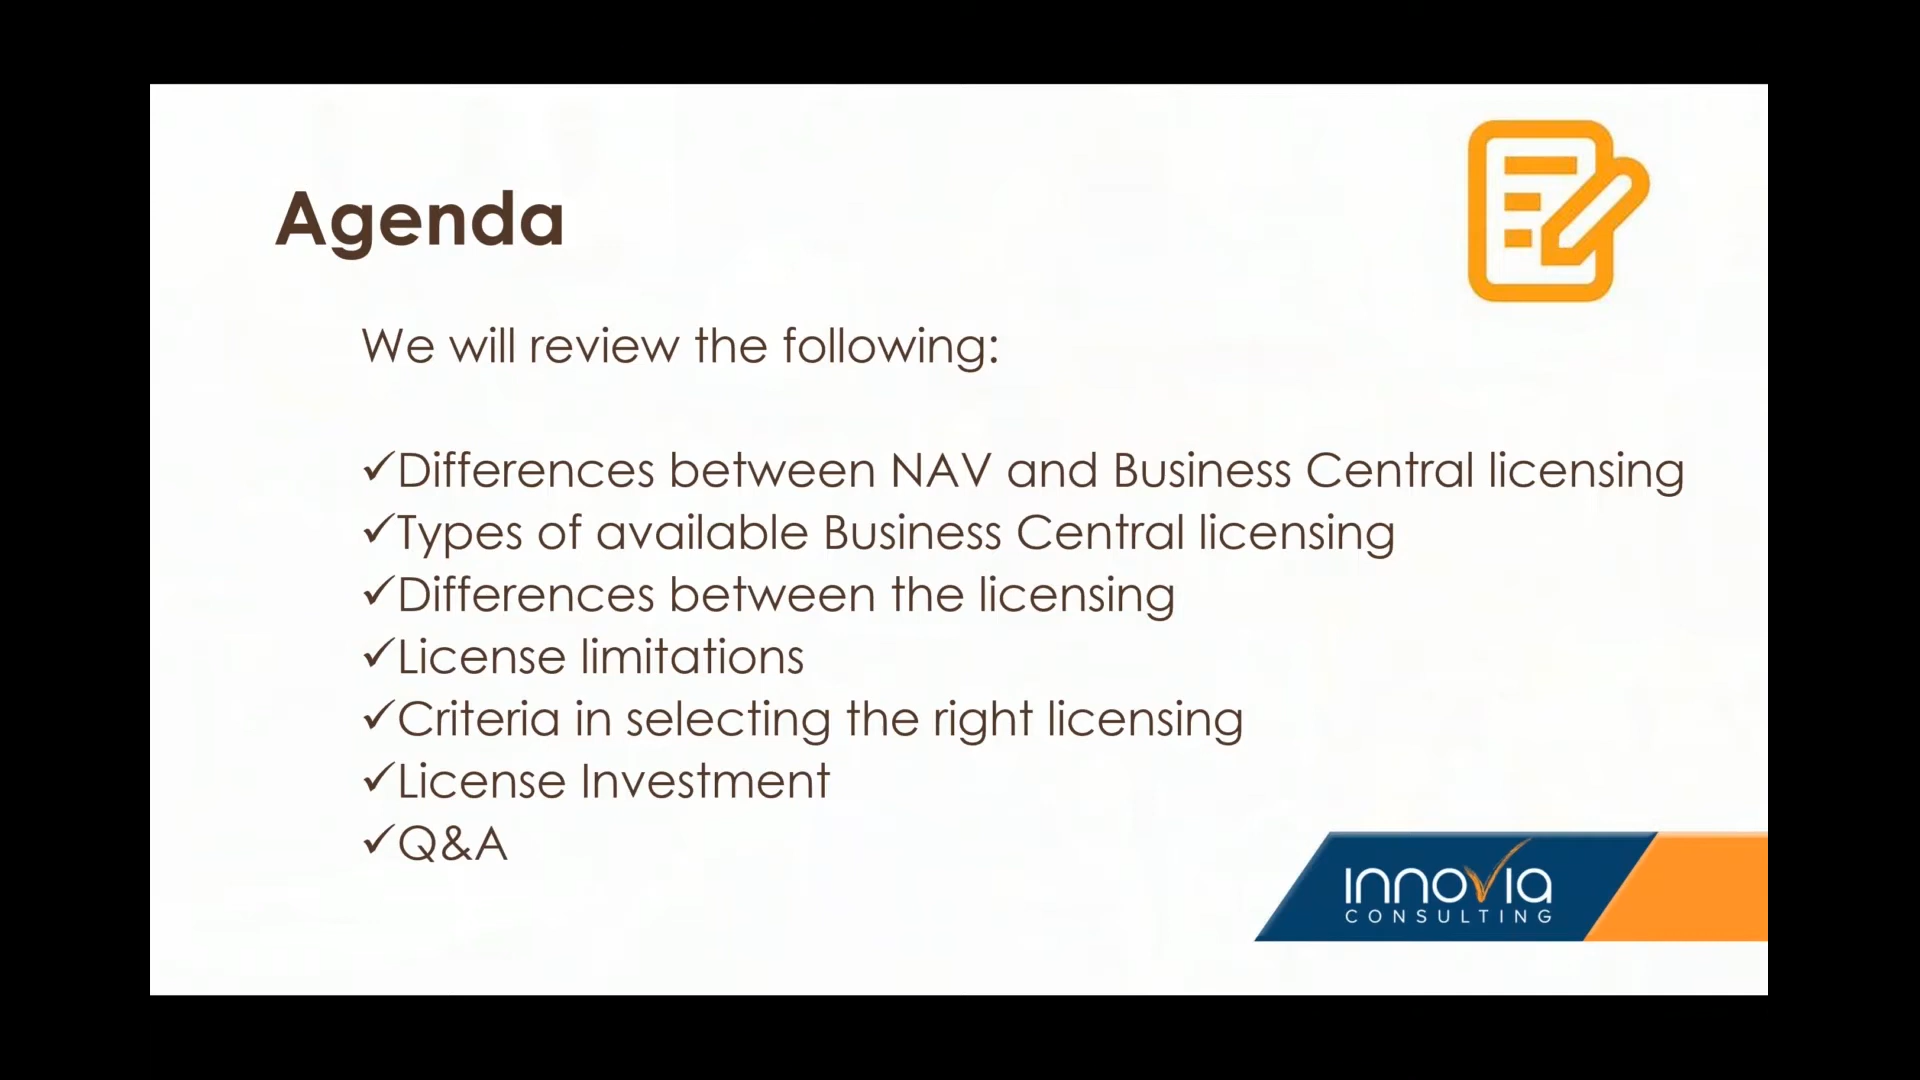 Agenda
We will review the following:
✓Differences between NAV and Business Central licensing
✓Types of available Business Central licensing
✓Differences between the licensing
✓License limitations
✓Criteria in selecting the right licensing
✓License Investment
✓Q&A
innovia
CONSULTING